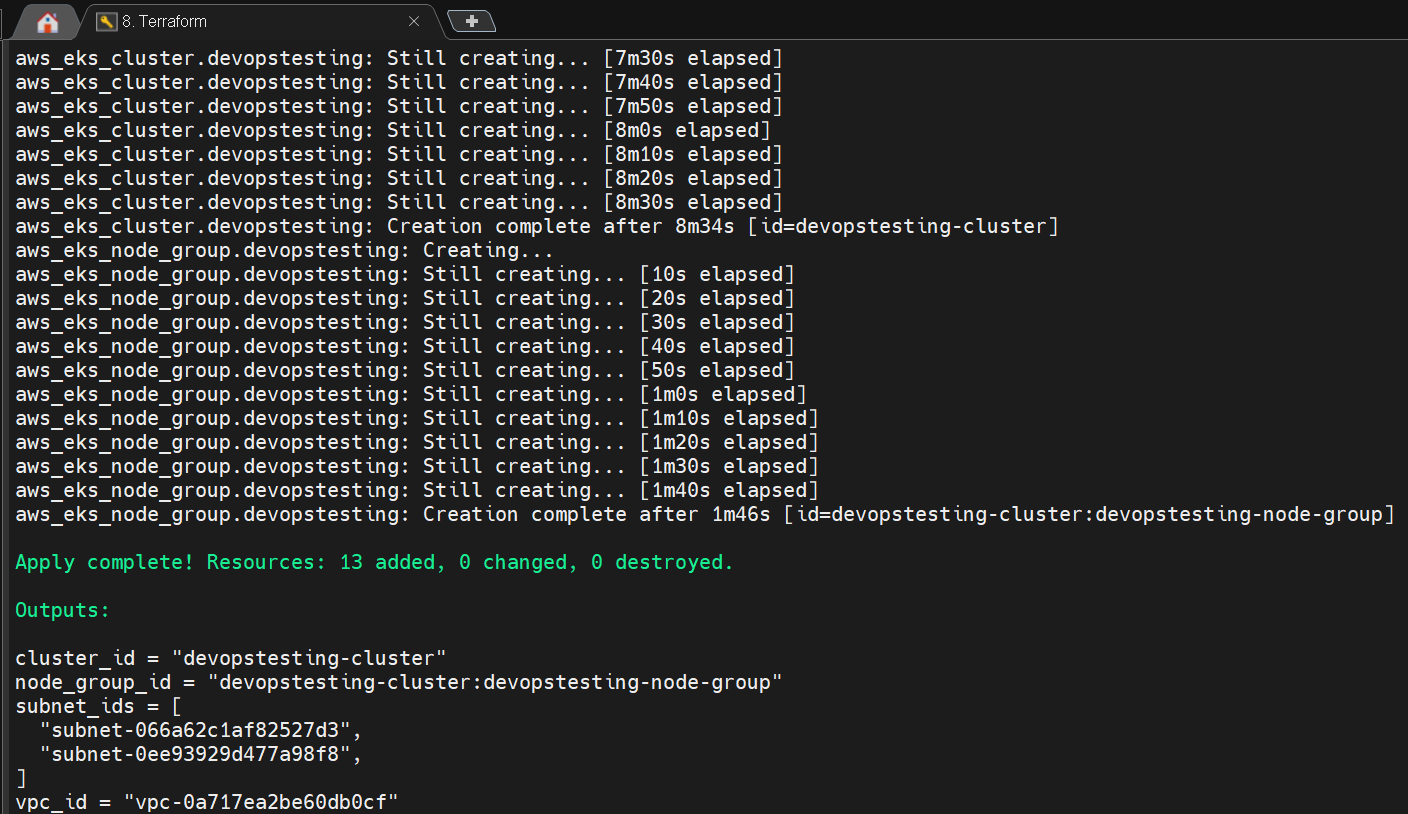 8. Terraform
aws_eks_cluster.devopstesting: Still creating... [7m30s elapsed]
aws_eks_cluster.devopstesting: Still creating... [7m40s elapsed]
aws_eks_cluster.devopstesting: Still creating... [7m50s elapsed]
aws_eks_cluster.devopstesting: Still creating... [8m0s elapsed]
aws_eks_cluster.devopstesting: Still creating... [8m10s elapsed]
aws_eks_cluster.devopstesting: Still creating... [8m20s elapsed]
aws_eks_cluster.devopstesting: Still creating... [8m30s elapsed]
aws_eks_cluster.devopstesting: Creation complete after 8m34s [id=devopstesting-cluster]
aws_eks_node_group.devopstesting: Creating...
aws_eks_node_group.devopstesting: Still creating... [10s elapsed]
aws_eks_node_group.devopstesting: Still creating... [20s elapsed]
aws_eks_node_group.devopstesting: Still creating... [30s elapsed]
aws_eks_node_group.devopstesting: Still creating... [40s elapsed]
aws_eks_node_group.devopstesting: Still creating... [50s elapsed]
aws_eks_node_group.devopstesting: Still creating... [1m0s elapsed]
aws_eks_node_group.devopstesting: Still creating... [1m10s elapsed]
aws_eks_node_group.devopstesting: Still creating... [1m20s elapsed]
aws_eks_node_group.devopstesting: Still creating... [1m30s elapsed]
aws_eks_node_group.devopstesting: Still creating... [1m40s elapsed]
aws_eks_node_group.devopstesting: Creation complete after 1m46s [id=devopstesting-cluster:devopstesting-node-group]
Apply complete! Resources: 13 added, 0 changed, 0 destroyed.
Outputs:
cluster_id = "devopstesting-cluster"
node_group_id = "devopstesting-cluster:devopstesting-node-group"
subnet_ids = [
  "subnet-066a62c1af82527d3",
  "subnet-0ee93929d477a98f8",
]
vpc_id = "vpc-0a717ea2be60db0cf"